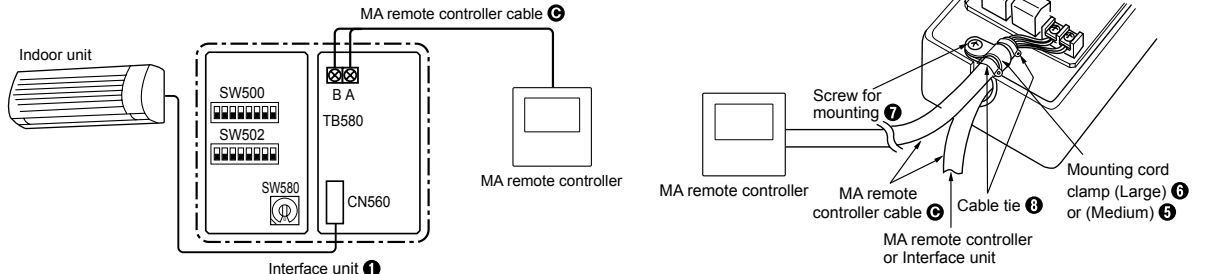 MA remote controller cable C
Indoor unit
SW500
SW502
SW580
B A
TB580
CN560
MA remote controller
Interface unit 1
Screw for
mounting 7
MA remote controller
MA remote
controller cable C
Cable tie 8
Mounting cord
clamp (Large) 6
or (Medium) 5
MA remote controller
or Interface unit